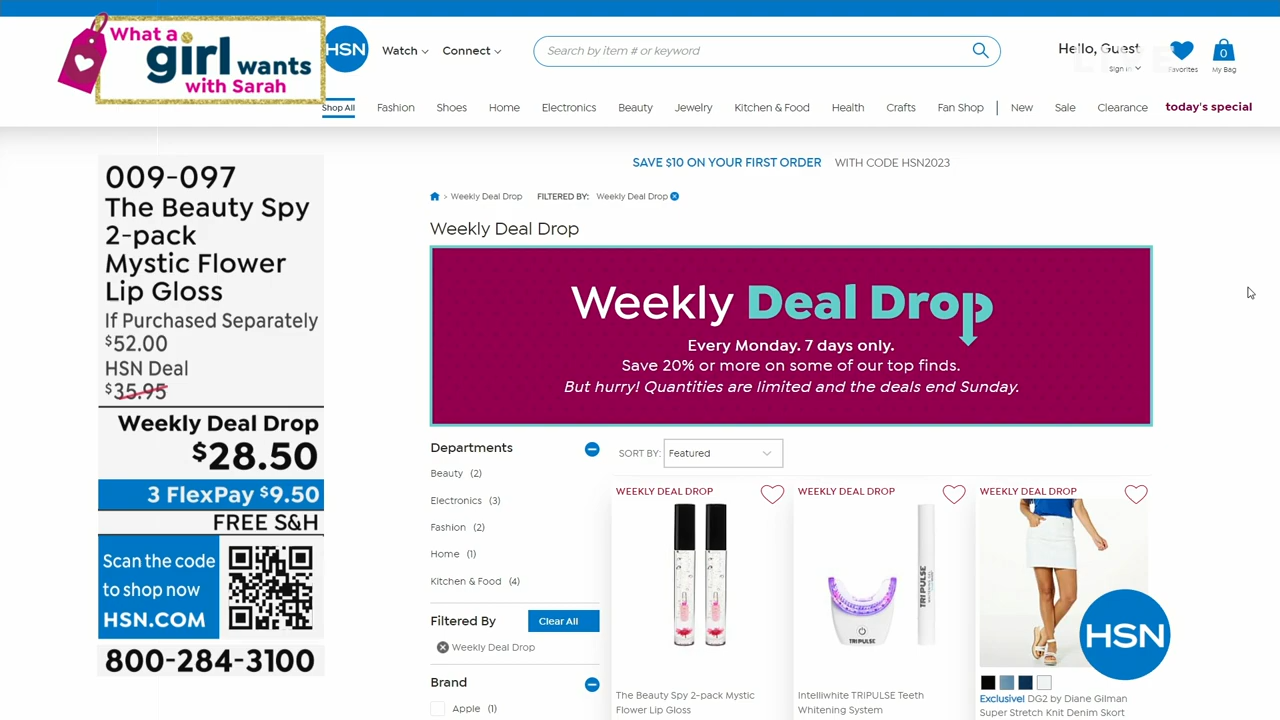 What a
girl wants
with Sarah
HSN
Watch
Connect
Search by item # or keyword
Hello, Guest
Sign in
Favorites
0
My Bag
Shop All
Fashion
Shoes
Home
Electronics
Beauty
Jewelry
Kitchen & Food
Health
Crafts
Fan Shop
New
Sale
Clearance
today's special
009-097
The Beauty Spy
2-pack
Mystic Flower
Lip Gloss
If Purchased Separately
$52.00
HSN Deal
$35.95
Weekly Deal Drop
$28.50
3 FlexPay $9.50
FREE S&H
Scan the code
to shop now
HSN.COM
800-284-3100
SAVE $10 ON YOUR FIRST ORDER WITH CODE HSN2023
> Weekly Deal Drop FILTERED BY: Weekly Deal Drop
Weekly Deal Drop
Weekly Deal Drop
Every Monday. 7 days only.
Save 20% or more on some of our top finds.
But hurry! Quantities are limited and the deals end Sunday.
Departments
Beauty (2)
Electronics (3)
Fashion (2)
Home (1)
Kitchen & Food (4)
Filtered By
Clear All
Weekly Deal Drop
Brand
Apple (1)
SORT BY: Featured
WEEKLY DEAL DROP
The Beauty Spy 2-pack Mystic
Flower Lip Gloss
WEEKLY DEAL DROP
TRIPULSE
TRIPULSE
Intelliwhite TRIPULSE Teeth
Whitening System
WEEKLY DEAL DROP
HSN
Exclusive! DG2 by Diane Gilman
Super Stretch Knit Denim Skort